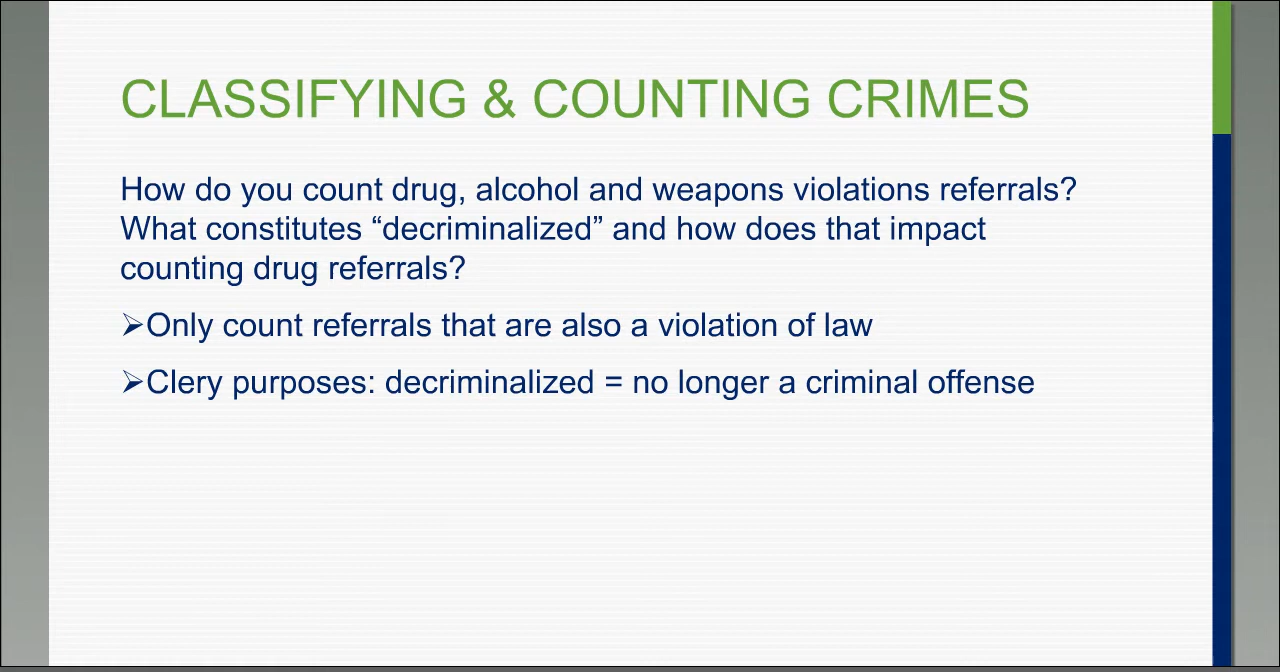 CLASSIFYING & COUNTING CRIMES
How do you count drug, alcohol and weapons violations referrals?
What constitutes “decriminalized” and how does that impact
counting drug referrals?
➢Only count referrals that are also a violation of law
➢Clery purposes: decriminalized = no longer a criminal offense